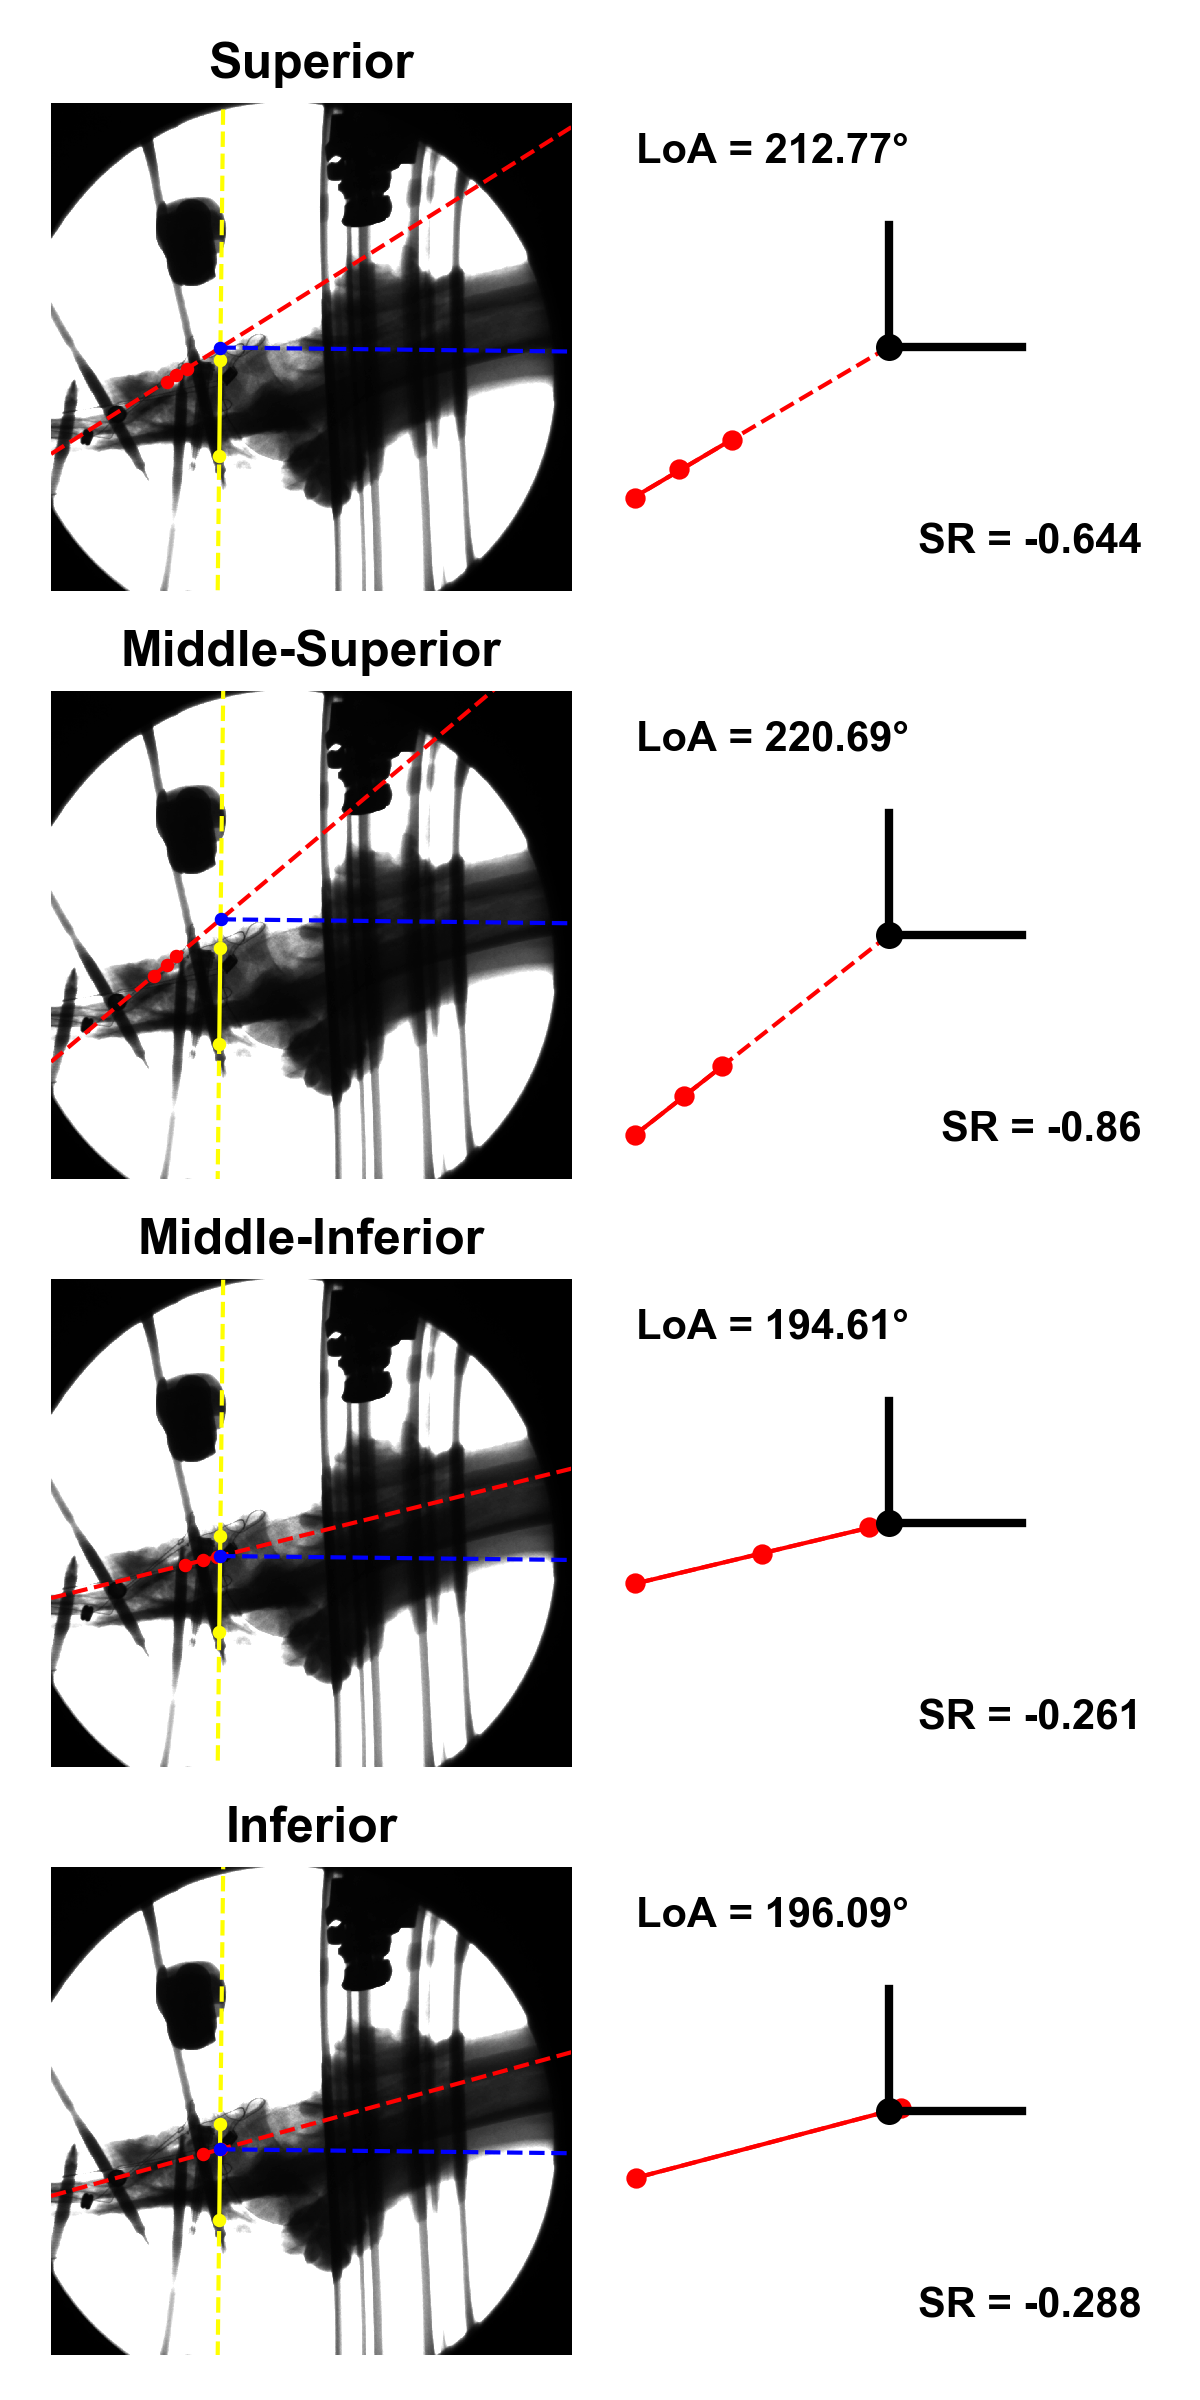 Superior
LoA = 212.77°
SR = -0.644
Middle-Superior
LoA = 220.69°
SR = -0.86
Middle-Inferior
LoA = 194.61°
SR = -0.261
Inferior
LoA = 196.09°
SR = -0.288